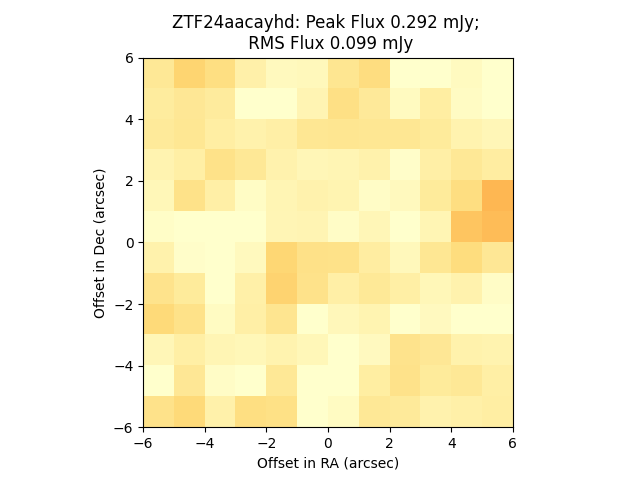 ZTF24aacayhd: Peak Flux 0.292 mJy;
RMS Flux 0.099 mJy
6
4
2
0
−2
−4
−6
Offset in Dec (arcsec)
−6 −4 −2 0 2 4 6
Offset in RA (arcsec)